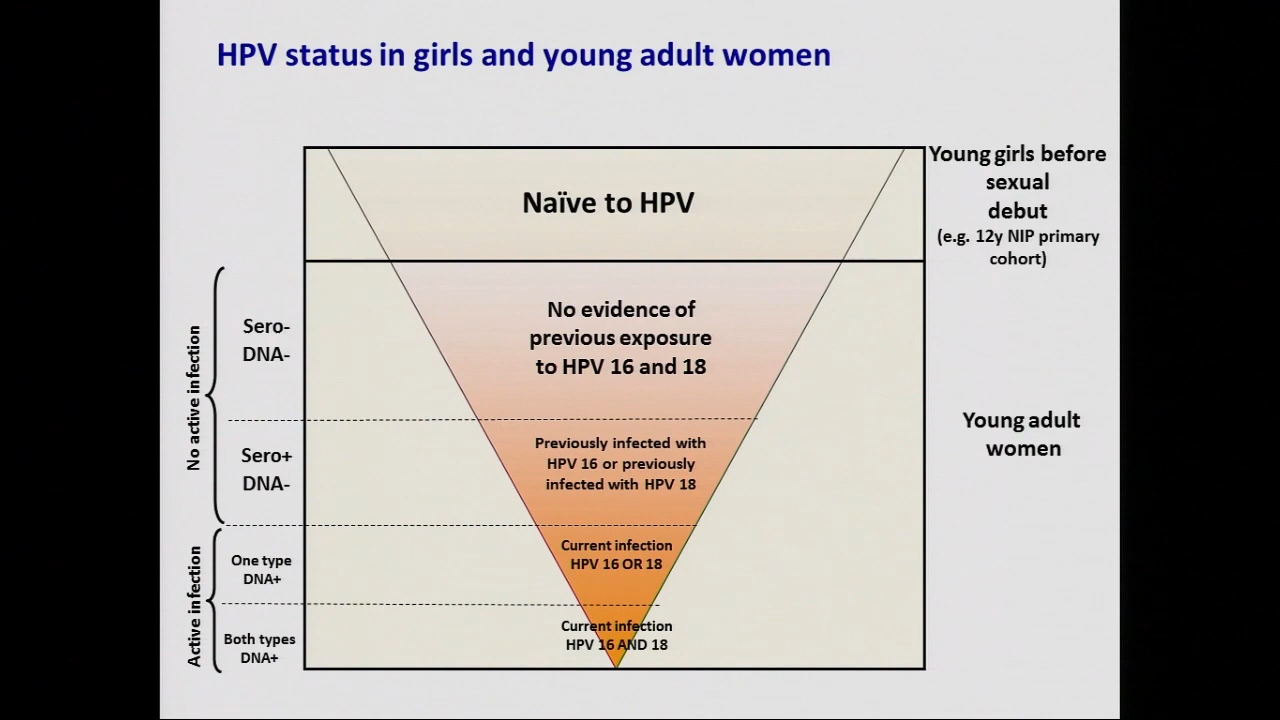 HPV status in girls and young adult women
Naïve to HPV
Young girls before
sexual
debut
(e.g. 12y NIP primary
cohort)
No active infection
Sero-
DNA-
No evidence of
previous exposure
to HPV 16 and 18
Sero+
DNA-
Previously infected with
HPV 16 or previously
infected with HPV 18
Young adult
women
Active infection
One type
DNA+
Current infection
HPV 16 OR 18
Both types
DNA+
Current infection
HPV 16 AND 18